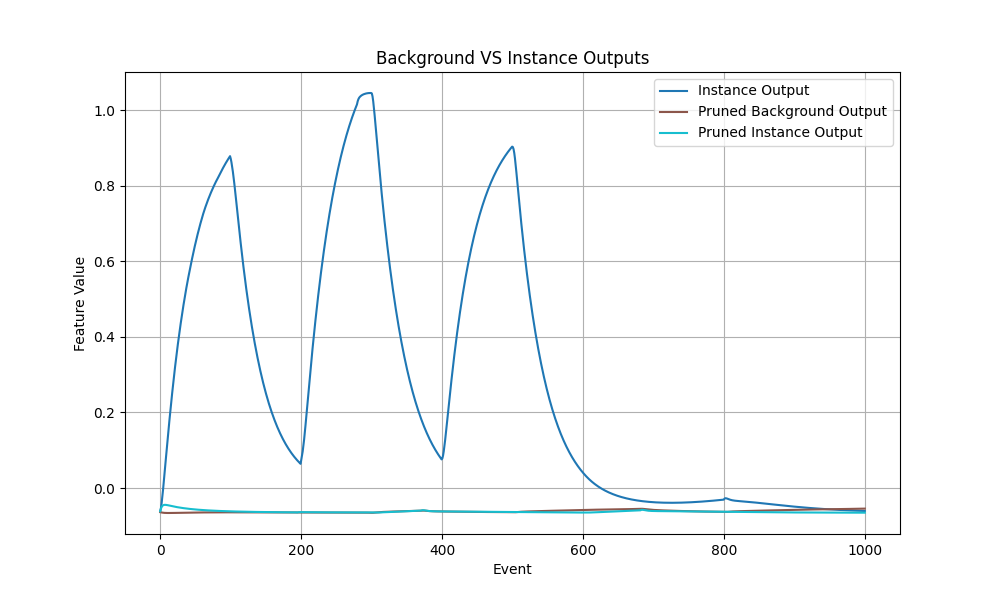 Background VS Instance Outputs
Instance Output
Pruned Background Output
Pruned Instance Output
Feature Value
1.0
0.8
0.6
0.4
0.2
0.0
0 200 400 600 800 1000
Event